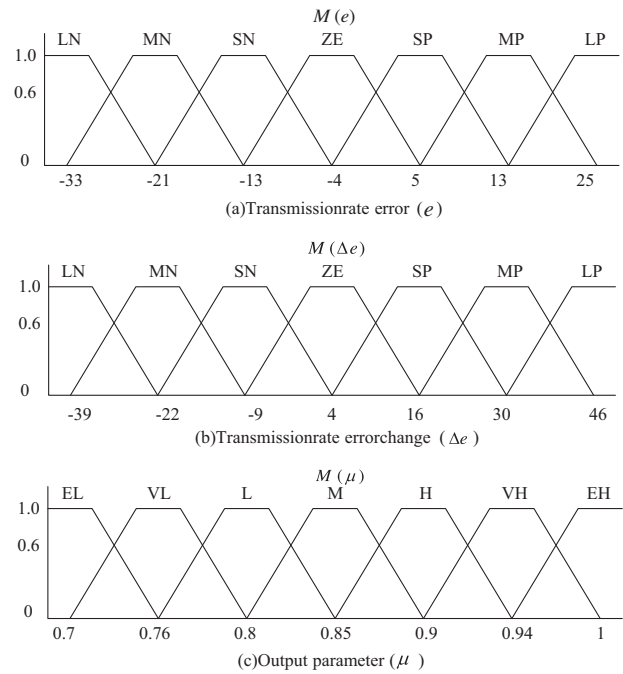 M (e)
LN MN SN ZE SP MP LP
1.0
0.6
0
-33 -21 -13 -4 5 13 25
(a)Transmissionrate error (e)
M (Δe)
LN MN SN ZE SP MP LP
1.0
0.6
0
-39 -22 -9 4 16 30 46
(b)Transmissionrate errorchange (Δe)
M (μ)
EL VL L M H VH EH
1.0
0.6
0
0.7 0.76 0.8 0.85 0.9 0.94 1
(c)Output parameter (μ)